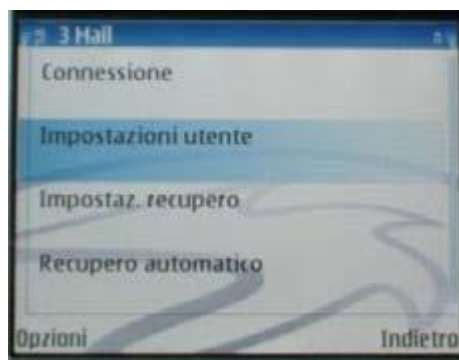 3 Mail
Connessione
Impostazioni utente
Impostaz. recupero
Recupero automatico
Opzioni Indietro